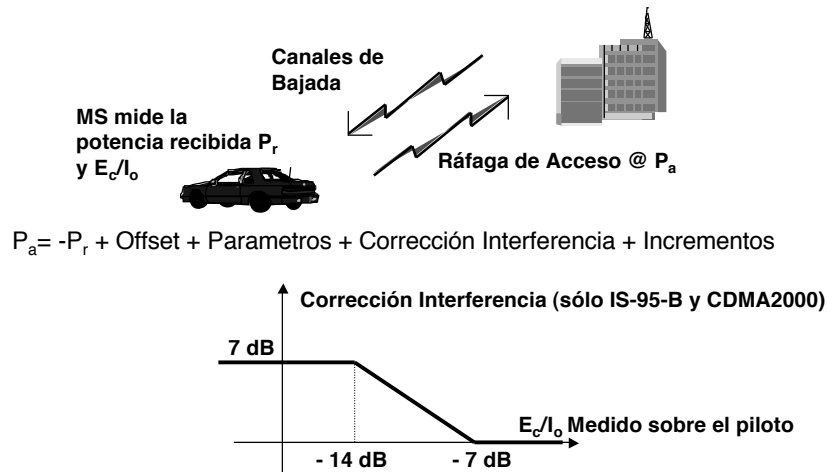 Canales de
Bajada
MS mide la
potencia recibida Pr
y Ec/Io
Ráfaga de Acceso @ Pa
Pa= -Pr + Offset + Parametros + Corrección Interferencia + Incrementos
Corrección Interferencia (sólo IS-95-B y CDMA2000)
7 dB
Ec/Io Medido sobre el piloto
- 14 dB
- 7 dB